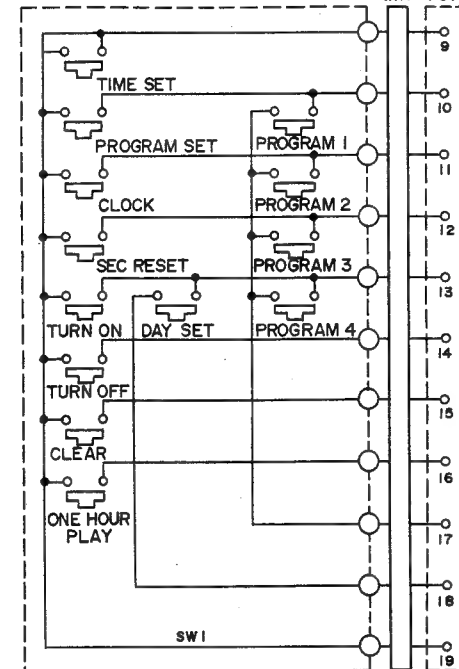 9
TIME SET
10
PROGRAM SET PROGRAM 1
11
CLOCK PROGRAM 2
12
SEC RESET PROGRAM 3
13
TURN ON DAY SET PROGRAM 4
14
TURN OFF
15
CLEAR
16
ONE HOUR
PLAY
17
18
SW1
19